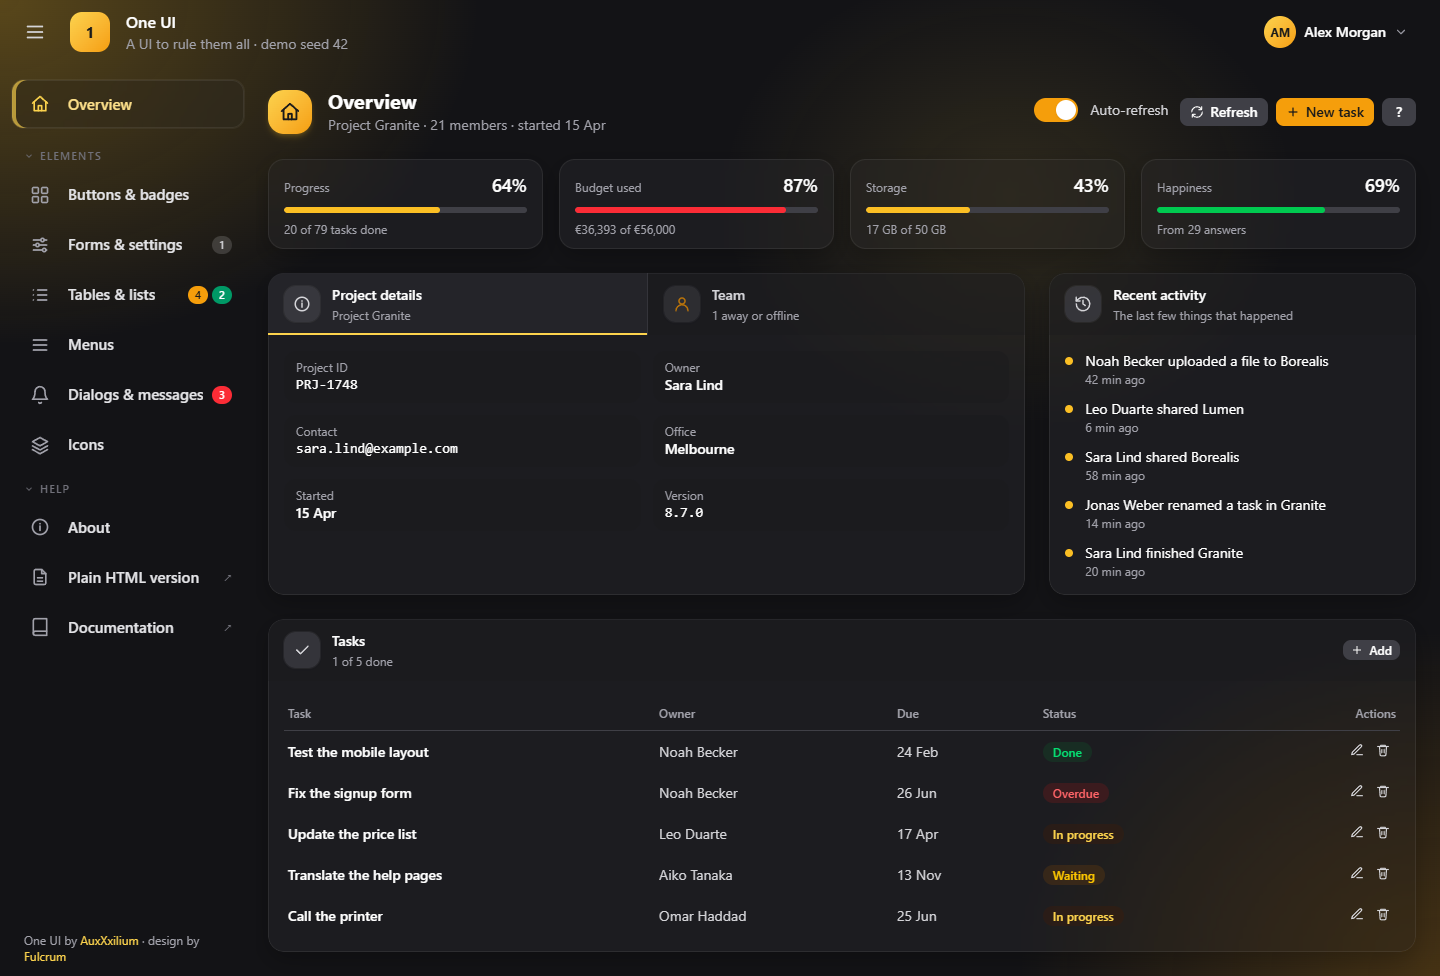 1
One UI
A UI to rule them all · demo seed 42
AM
Alex Morgan
Overview
ELEMENTS
Buttons & badges
Forms & settings 1
Tables & lists 4 2
Menus
Dialogs & messages 3
Icons
HELP
About
Plain HTML version
Documentation
One UI by AuxXxilium · design by
Fulcrum
Overview
Project Granite · 21 members · started 15 Apr
Auto-refresh
Refresh
+ New task
?
Progress 64%
20 of 79 tasks done
Budget used 87%
€36,393 of €56,000
Storage 43%
17 GB of 50 GB
Happiness 69%
From 29 answers
Project details
Project Granite
Team
1 away or offline
Project ID
PRJ-1748
Owner
Sara Lind
Contact
sara.lind@example.com
Office
Melbourne
Started
15 Apr
Version
8.7.0
Recent activity
The last few things that happened
Noah Becker uploaded a file to Borealis
42 min ago
Leo Duarte shared Lumen
6 min ago
Sara Lind shared Borealis
58 min ago
Jonas Weber renamed a task in Granite
14 min ago
Sara Lind finished Granite
20 min ago
Tasks
1 of 5 done
+ Add
Task Owner Due Status Actions
Test the mobile layout Noah Becker 24 Feb Done
Fix the signup form Noah Becker 26 Jun Overdue
Update the price list Leo Duarte 17 Apr In progress
Translate the help pages Aiko Tanaka 13 Nov Waiting
Call the printer Omar Haddad 25 Jun In progress